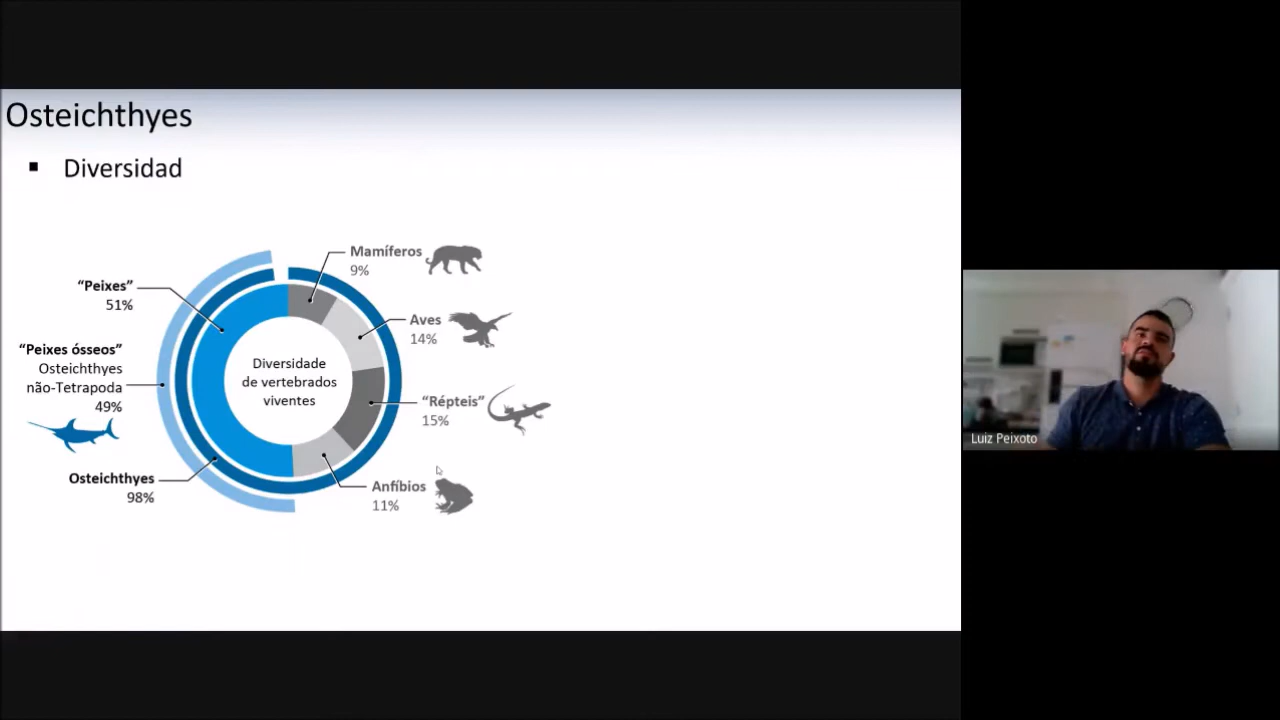 Osteichthyes
▪ Diversidad
Mamíferos
9%
"Peixes"
51%
Aves
14%
"Peixes ósseos"
Osteichthyes
não-Tetrapoda
49%
Diversidade
de vertebrados
viventes
"Répteis"
15%
Osteichthyes
98%
Anfíbios
11%
Luiz Peixoto